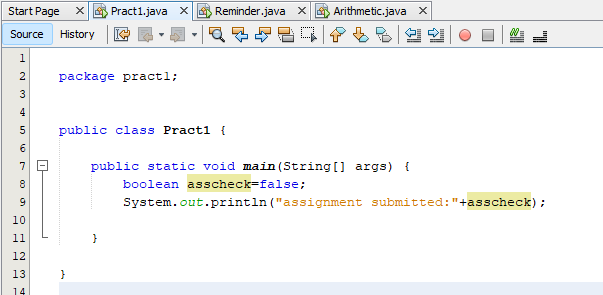 Start Page Pract1.java Reminder.java Arithmetic.java
Source History
1
2 package pract1;
3
4
5 public class Pract1 {
6
7 public static void main(String[] args) {
8 boolean asscheck=false;
9 System.out.println("assignment submitted:"+asscheck);
10
11 }
12
13 }
14